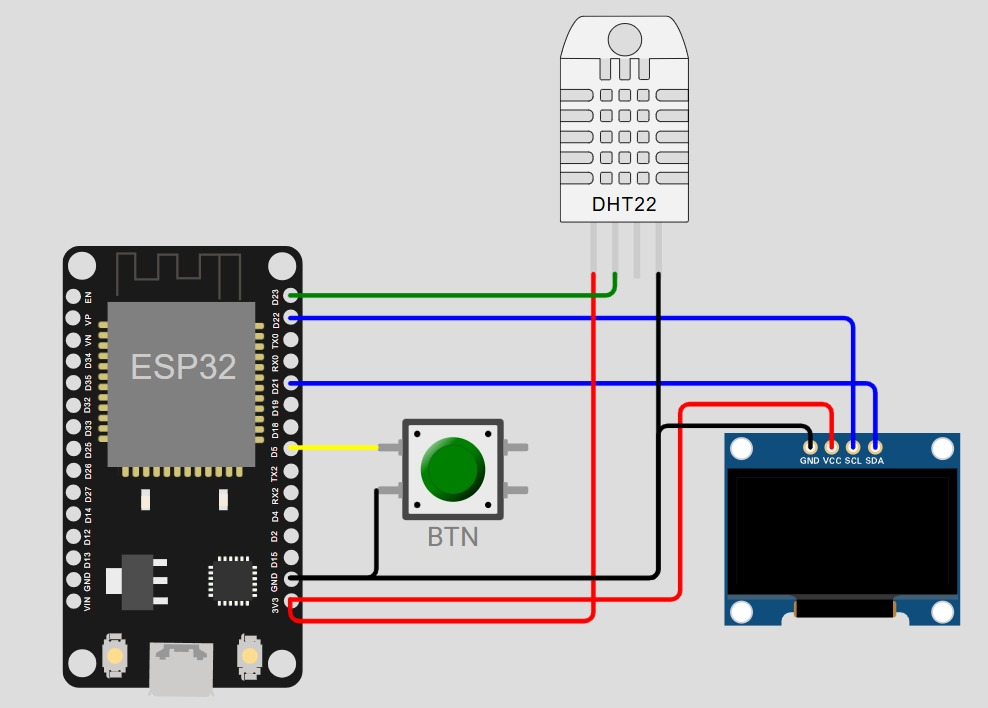 DHT22
EN
VP
VN
D34
D35
D32
D33
D25
D26
D27
D14
D12
D13
GND
VIN
ESP32
D23
D22
TX0
RX0
D21
D19
D18
D5
TX2
RX2
D4
D2
D15
GND
3V3
BTN
GND VCC SCL SDA